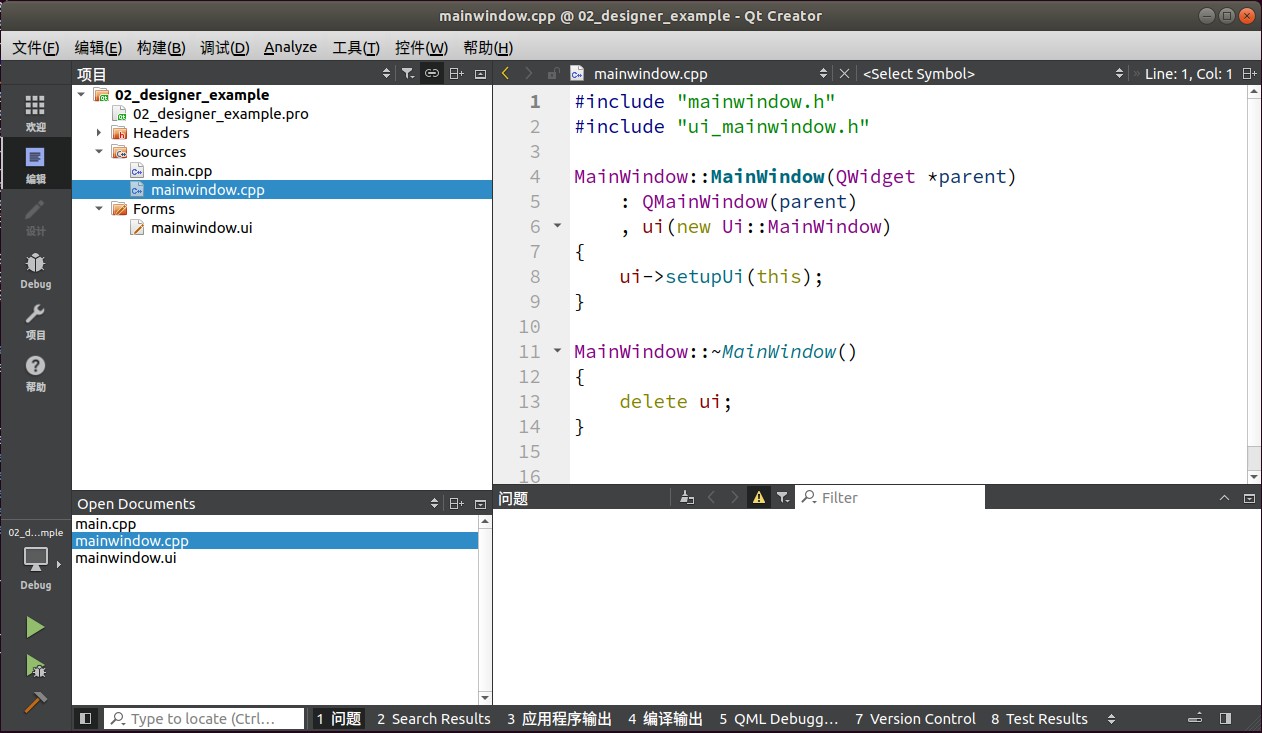 mainwindow.cpp @ 02_designer_example - Qt Creator
文件(F) 编辑(E) 构建(B) 调试(D) Analyze 工具(T) 控件(W) 帮助(H)
项目
mainwindow.cpp <Select Symbol> Line: 1, Col: 1
欢迎
编辑
设计
Debug
项目
帮助
02_d...mple
Debug
02_designer_example
02_designer_example.pro
Headers
Sources
main.cpp
mainwindow.cpp
Forms
mainwindow.ui
1 #include "mainwindow.h"
2 #include "ui_mainwindow.h"
3
4 MainWindow::MainWindow(QWidget *parent)
5     : QMainWindow(parent)
6     , ui(new Ui::MainWindow)
7 {
8     ui->setupUi(this);
9 }
10
11 MainWindow::~MainWindow()
12 {
13     delete ui;
14 }
15
16
Open Documents
main.cpp
mainwindow.cpp
mainwindow.ui
问题 Filter
Type to locate (Ctrl... 1 问题 2 Search Results 3 应用程序输出 4 编译输出 5 QML Debugg... 7 Version Control 8 Test Results